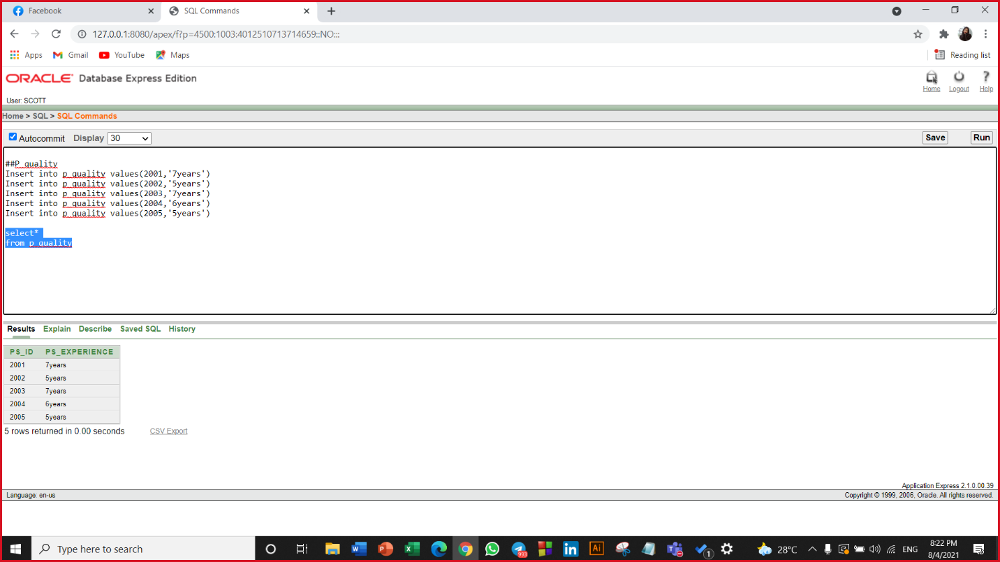 Facebook
SQL Commands
127.0.0.1:8080/apex/f?p=4500:1003:4012510713714659::NO:::
Apps Gmail YouTube Maps Reading list
ORACLE Database Express Edition
Home Logout Help
User: SCOTT
Home > SQL > SQL Commands
Autocommit Display 30 Save Run
##P_quality
Insert into p_quality values(2001,'7years')
Insert into p_quality values(2002,'5years')
Insert into p_quality values(2003,'7years')
Insert into p_quality values(2004,'6years')
Insert into p_quality values(2005,'5years')
select*
from p_quality
Results Explain Describe Saved SQL History
PS_ID PS_EXPERIENCE
2001 7years
2002 5years
2003 7years
2004 6years
2005 5years
5 rows returned in 0.00 seconds CSV Export
Application Express 2.1.0.00.39
Language: en-us Copyright © 1999, 2006, Oracle. All rights reserved.
Type here to search
993
1
28°C
ENG
8:22 PM
8/4/2021